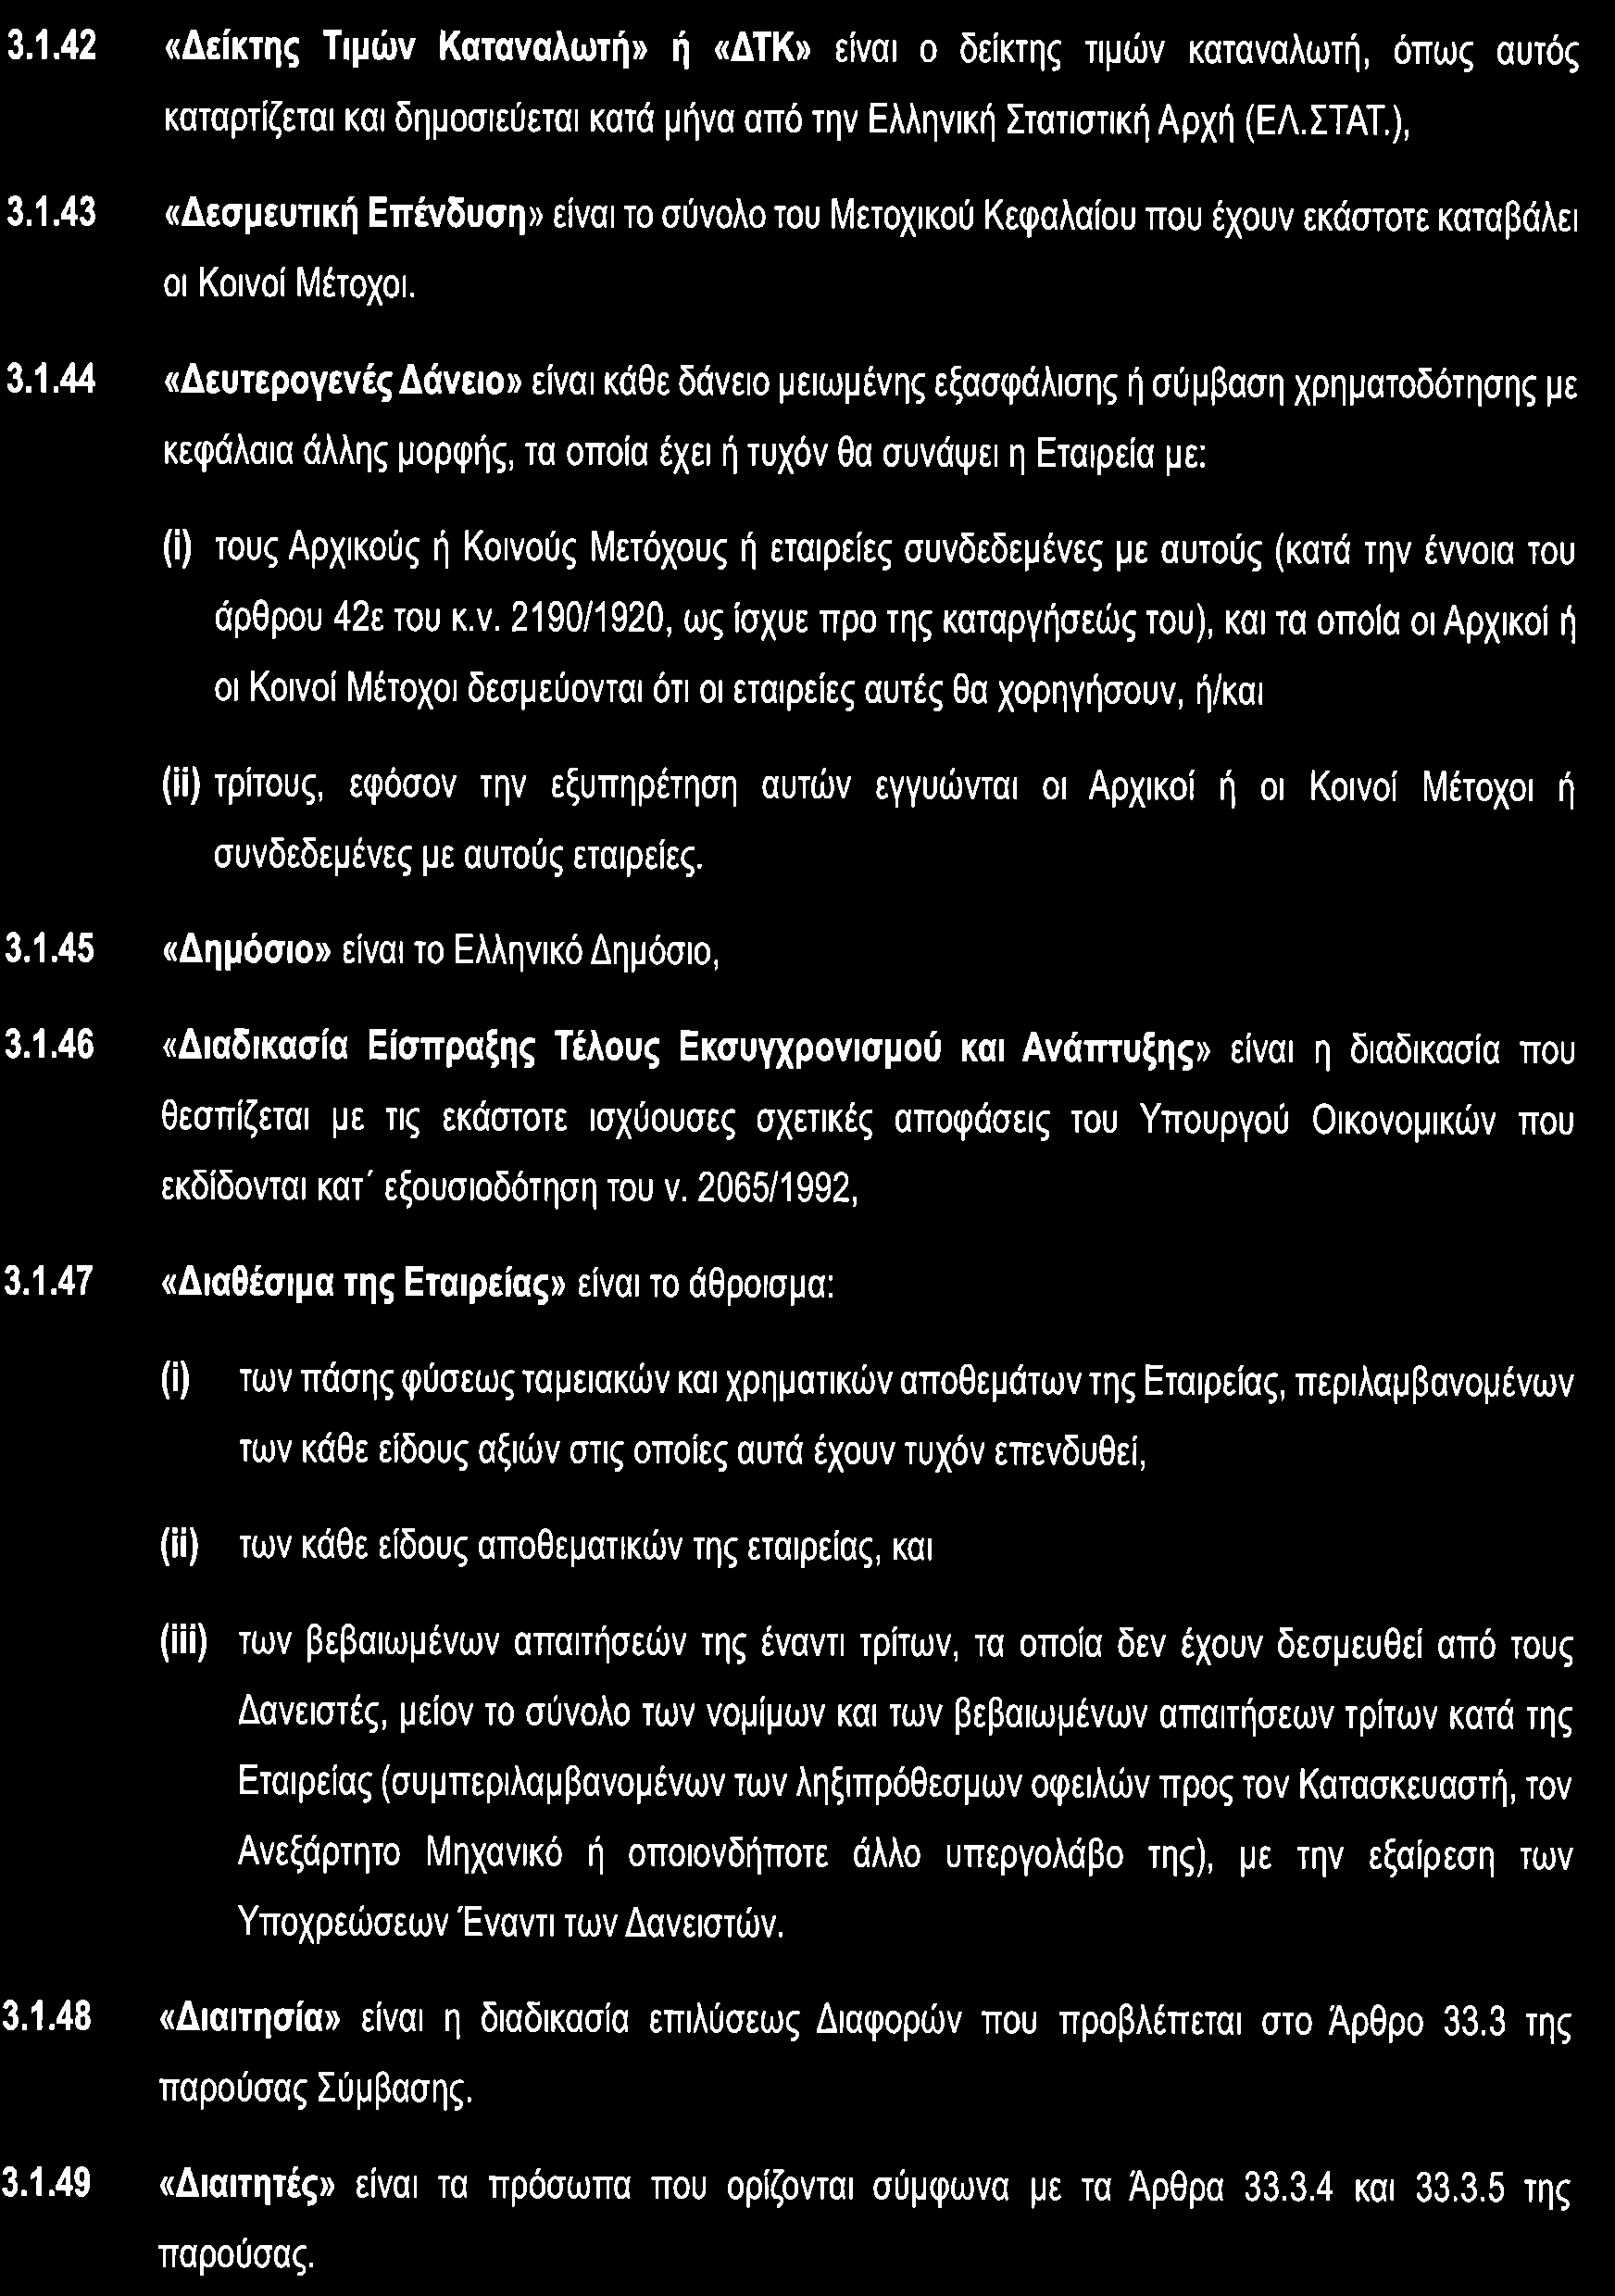 3.1.42 «Δείκτης Τιμών Καταναλωτή» ή «ΔΤΚ» είναι ο δείκτης τιμών καταναλωτή, όπως αυτός
καταρτίζεται και δημοσιεύεται κατά μήνα από την Ελληνική Στατιστική Αρχή (ΕΛ.ΣΤΑΤ.),
3.1.43 «Δεσμευτική Επένδυση» είναι το σύνολο του Μετοχικού Κεφαλαίου που έχουν εκάστοτε καταβάλει
οι Κοινοί Μέτοχοι.
3.1.44 «Δευτερογενές Δάνειο» είναι κάθε δάνειο μειωμένης εξασφάλισης ή σύμβαση χρηματοδότησης με
κεφάλαια άλλης μορφής, τα οποία έχει ή τυχόν θα συνάψει η Εταιρεία με:
(i) τους Αρχικούς ή Κοινούς Μετόχους ή εταιρείες συνδεδεμένες με αυτούς (κατά την έννοια του
άρθρου 42ε του κ.ν. 2190/1920, ως ίσχυε προ της καταργήσεώς του), και τα οποία οι Αρχικοί ή
οι Κοινοί Μέτοχοι δεσμεύονται ότι οι εταιρείες αυτές θα χορηγήσουν, ή/και
(ii) τρίτους, εφόσον την εξυπηρέτηση αυτών εγγυώνται οι Αρχικοί ή οι Κοινοί Μέτοχοι ή
συνδεδεμένες με αυτούς εταιρείες.
3.1.45 «Δημόσιο» είναι το Ελληνικό Δημόσιο,
3.1.46 «Διαδικασία Είσπραξης Τέλους Εκσυγχρονισμού και Ανάπτυξης» είναι η διαδικασία που
θεσπίζεται με τις εκάστοτε ισχύουσες σχετικές αποφάσεις του Υπουργού Οικονομικών που
εκδίδονται κατ΄ εξουσιοδότηση του ν. 2065/1992,
3.1.47 «Διαθέσιμα της Εταιρείας» είναι το άθροισμα:
(i) των πάσης φύσεως ταμειακών και χρηματικών αποθεμάτων της Εταιρείας, περιλαμβανομένων
των κάθε είδους αξιών στις οποίες αυτά έχουν τυχόν επενδυθεί,
(ii) των κάθε είδους αποθεματικών της εταιρείας, και
(iii) των βεβαιωμένων απαιτήσεών της έναντι τρίτων, τα οποία δεν έχουν δεσμευθεί από τους
Δανειστές, μείον το σύνολο των νομίμων και των βεβαιωμένων απαιτήσεων τρίτων κατά της
Εταιρείας (συμπεριλαμβανομένων των ληξιπρόθεσμων οφειλών προς τον Κατασκευαστή, τον
Ανεξάρτητο Μηχανικό ή οποιονδήποτε άλλο υπεργολάβο της), με την εξαίρεση των
Υποχρεώσεων Έναντι των Δανειστών.
3.1.48 «Διαιτησία» είναι η διαδικασία επιλύσεως Διαφορών που προβλέπεται στο Άρθρο 33.3 της
παρούσας Σύμβασης.
3.1.49 «Διαιτητές» είναι τα πρόσωπα που ορίζονται σύμφωνα με τα Άρθρα 33.3.4 και 33.3.5 της
παρούσας.